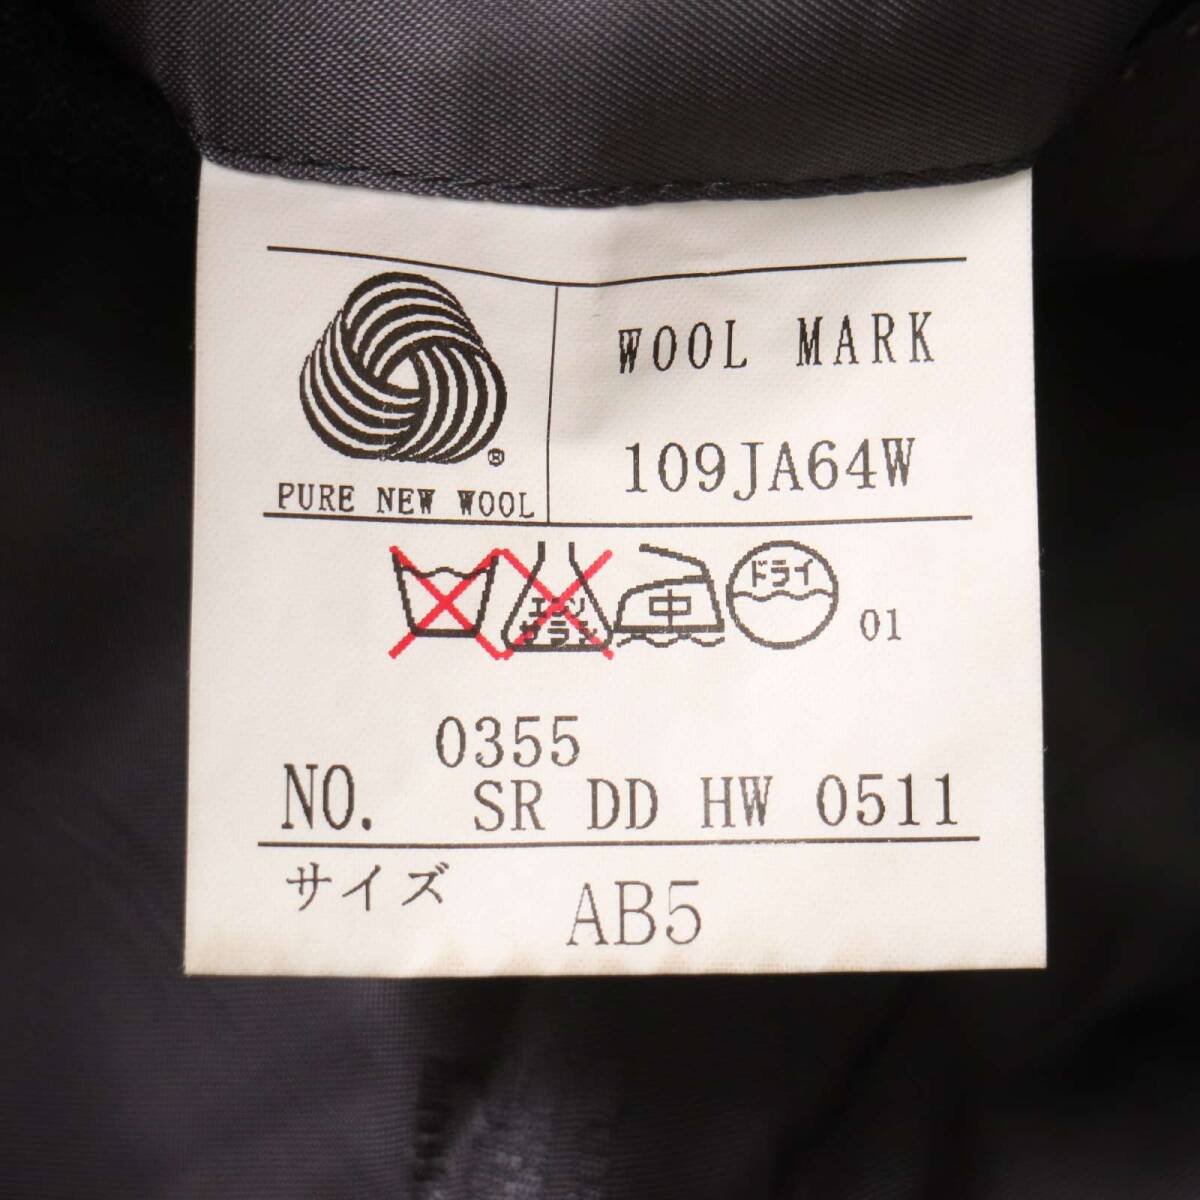 WOOL MARK
109JA64W
®
PURE NEW WOOL
エンソ
サラシ
中
ドライ
01
0355
NO. SR DD HW 0511
サイズ AB5